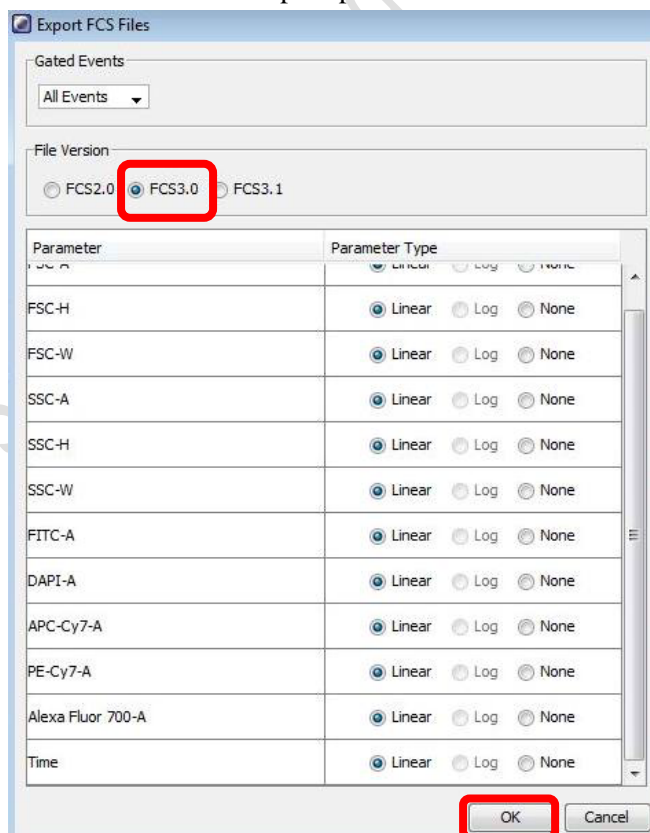 Export FCS Files
Gated Events
All Events
File Version
FCS2.0 FCS3.0 FCS3.1
Parameter Parameter Type
FSC-H Linear Log None
FSC-W Linear Log None
SSC-A Linear Log None
SSC-H Linear Log None
SSC-W Linear Log None
FITC-A Linear Log None
DAPI-A Linear Log None
APC-Cy7-A Linear Log None
PE-Cy7-A Linear Log None
Alexa Fluor 700-A Linear Log None
Time Linear Log None
OK Cancel